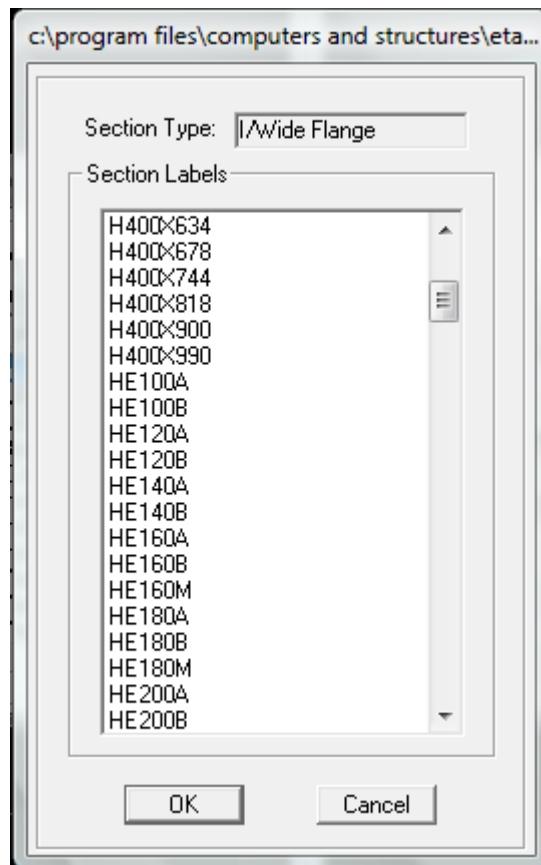 c:\program files\computers and structures\eta...
Section Type: I/Wide Flange
Section Labels
H400X634
H400X678
H400X744
H400X818
H400X900
H400X990
HE100A
HE100B
HE120A
HE120B
HE140A
HE140B
HE160A
HE160B
HE160M
HE180A
HE180B
HE180M
HE200A
HE200B
OK Cancel